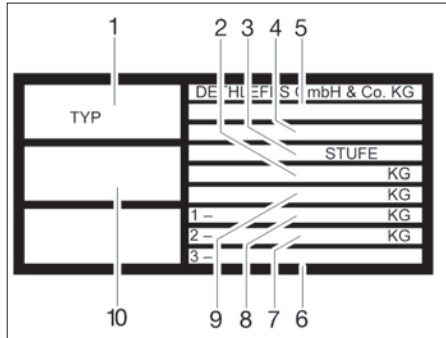 1 2 3 4 5
DETHLEFFS GmbH & Co. KG
TYP
STUFE
KG
KG
1 – KG
2 – KG
3 –
10 9 8 7 6